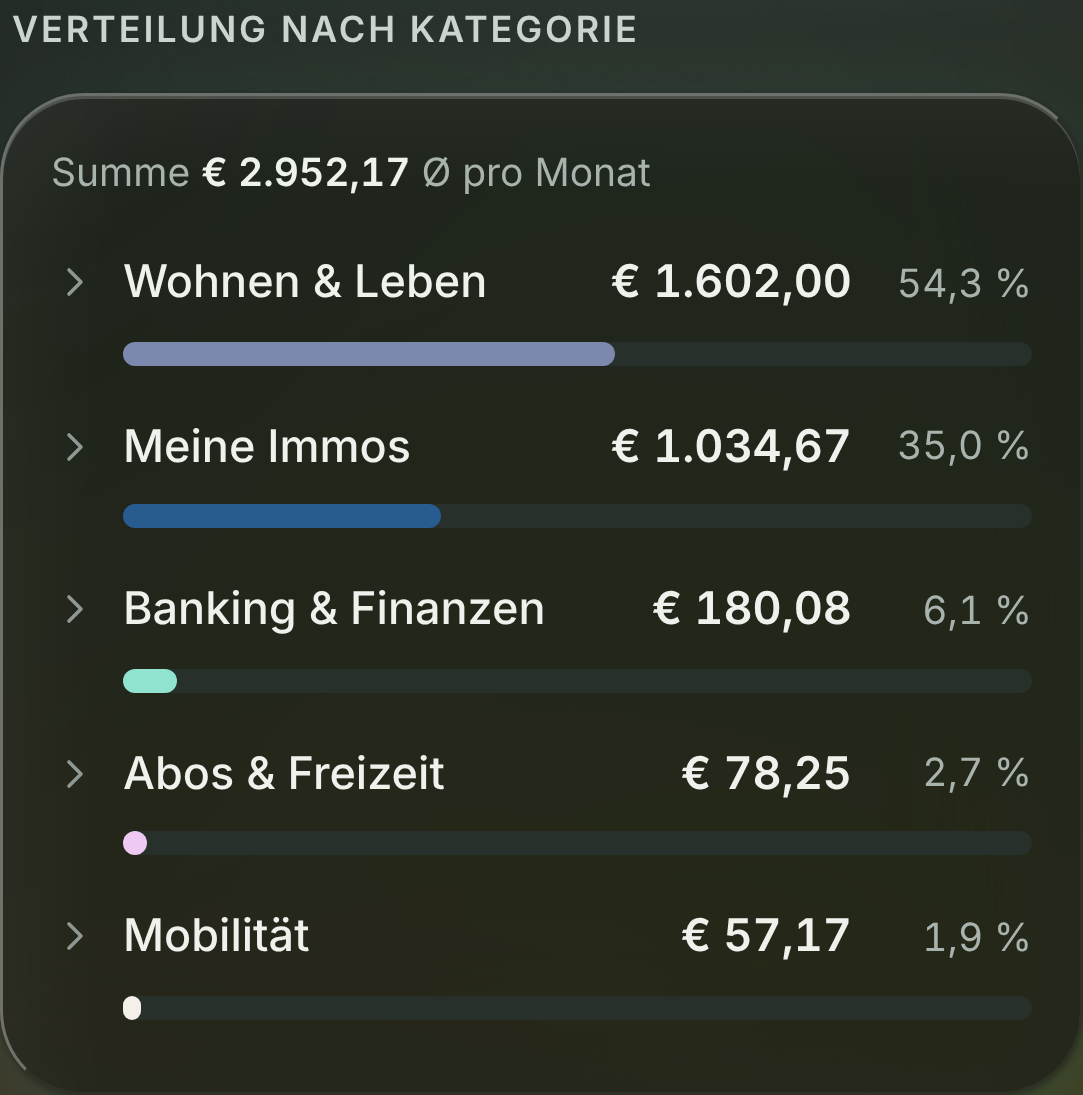 VERTEILUNG NACH KATEGORIE
Summe € 2.952,17 Ø pro Monat
Wohnen & Leben € 1.602,00 54,3 %
Meine Immos € 1.034,67 35,0 %
Banking & Finanzen € 180,08 6,1 %
Abos & Freizeit € 78,25 2,7 %
Mobilität € 57,17 1,9 %